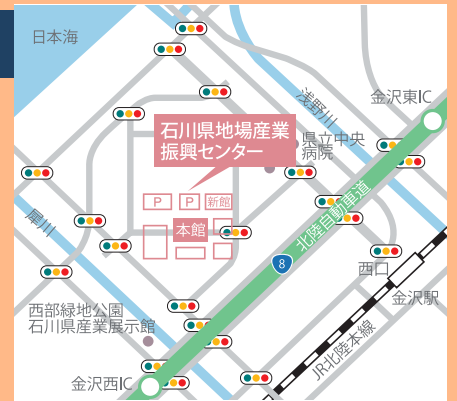 日本海
浅野川
金沢東IC
石川県地場産業
振興センター
県立中央
病院
P
P
新館
本館
犀川
北陸自動車道
8
西口
金沢駅
西部緑地公園
石川県産業展示館
JR北陸本線
金沢西IC